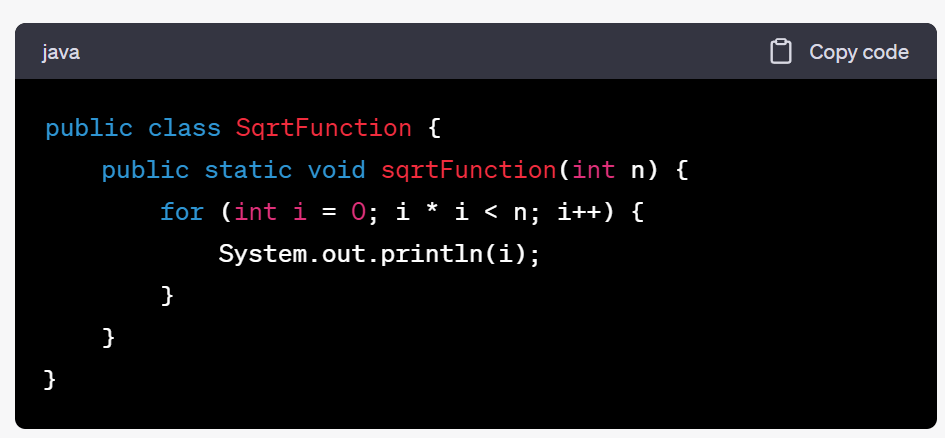 java
Copy code
public class SqrtFunction {
    public static void sqrtFunction(int n) {
        for (int i = 0; i * i < n; i++) {
            System.out.println(i);
        }
    }
}